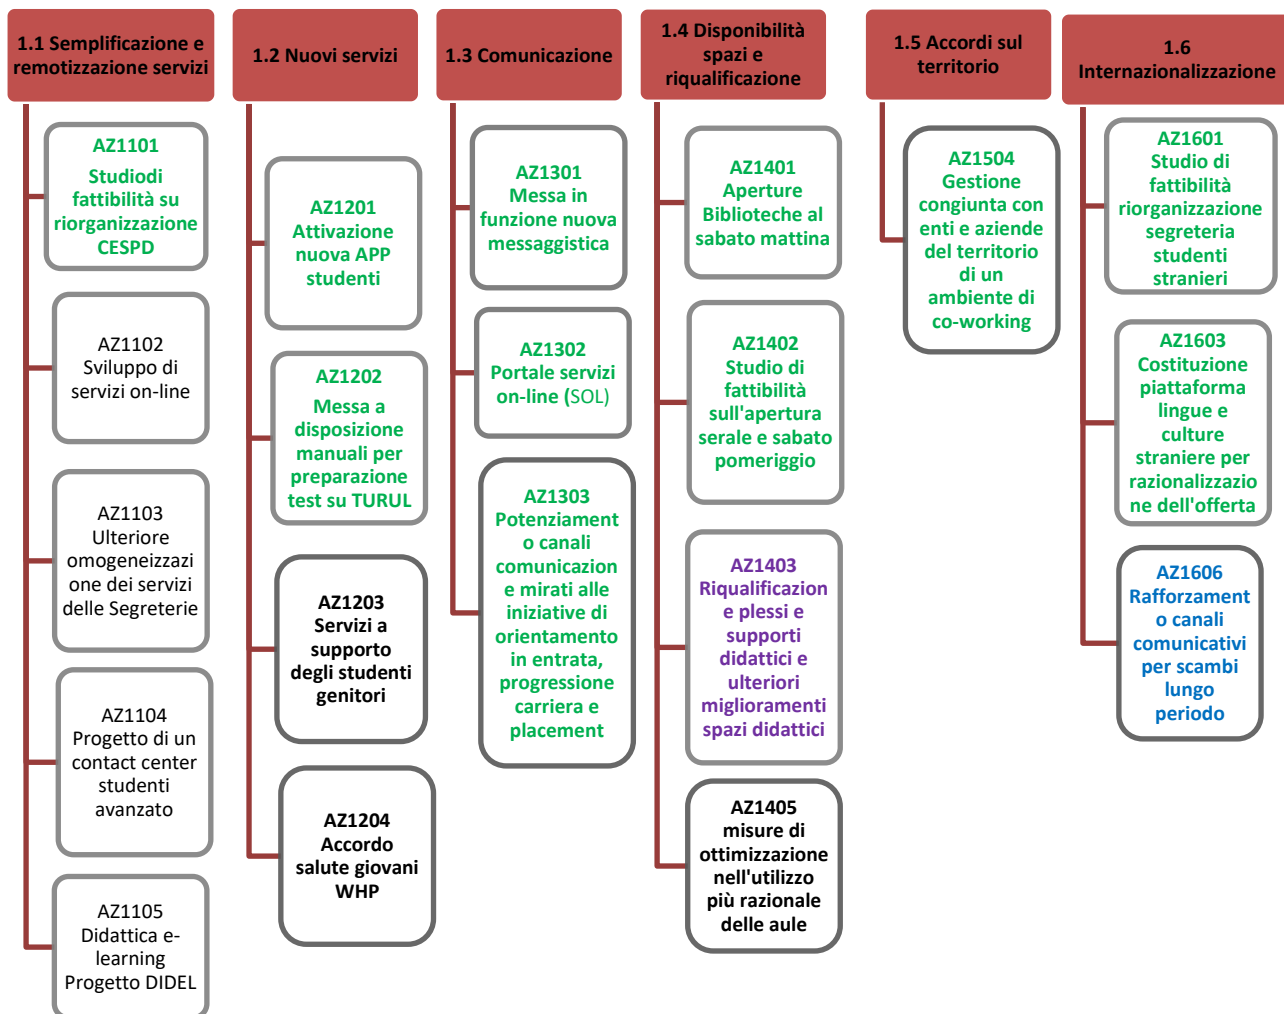 1.1 Semplificazione e
remotizzazione servizi
AZ1101
Studiodi
fattibilità su
riorganizzazione
CESPD
AZ1102
Sviluppo di
servizi on-line
AZ1103
Ulteriore
omogeneizzazi
one dei servizi
delle Segreterie
AZ1104
Progetto di un
contact center
studenti
avanzato
AZ1105
Didattica e-
learning
Progetto DIDEL
1.2 Nuovi servizi
AZ1201
Attivazione
nuova APP
studenti
AZ1202
Messa a
disposizione
manuali per
preparazione
test su TURUL
AZ1203
Servizi a
supporto
degli studenti
genitori
AZ1204
Accordo
salute giovani
WHP
1.3 Comunicazione
AZ1301
Messa in
funzione nuova
messaggistica
AZ1302
Portale servizi
on-line (SOL)
AZ1303
Potenziament
o canali
comunicazion
e mirati alle
iniziative di
orientamento
in entrata,
progressione
carriera e
placement
1.4 Disponibilità
spazi e
riqualificazione
AZ1401
Aperture
Biblioteche al
sabato mattina
AZ1402
Studio di
fattibilità
sull'apertura
serale e sabato
pomeriggio
AZ1403
Riqualificazion
e plessi e
supporti
didattici e
ulteriori
miglioramenti
spazi didattici
AZ1405
misure di
ottimizzazione
nell'utilizzo
più razionale
delle aule
1.5 Accordi sul
territorio
AZ1504
Gestione
congiunta con
enti e aziende
del territorio
di un
ambiente di
co-working
1.6
Internazionalizzazione
AZ1601
Studio di
fattibilità
riorganizzazione
segreteria
studenti
stranieri
AZ1603
Costituzione
piattaforma
lingue e
culture
straniere per
razionalizzazio
ne dell'offerta
AZ1606
Rafforzament
o canali
comunicativi
per scambi
lungo
periodo